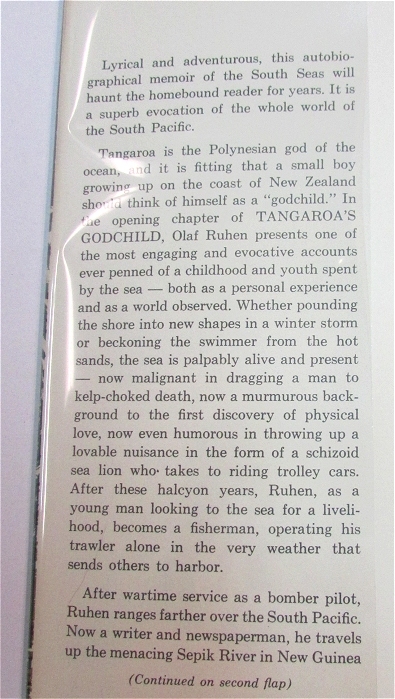 Lyrical and adventurous, this autobio-
graphical memoir of the South Seas will
haunt the homebound reader for years. It is
a superb evocation of the whole world of
the South Pacific.
Tangaroa is the Polynesian god of the
ocean, and it is fitting that a small boy
growing up on the coast of New Zealand
should think of himself as a “godchild.” In
the opening chapter of TANGAROA'S
GODCHILD, Olaf Ruhen presents one of
the most engaging and evocative accounts
ever penned of a childhood and youth spent
by the sea — both as a personal experience
and as a world observed. Whether pounding
the shore into new shapes in a winter storm
or beckoning the swimmer from the hot
sands, the sea is palpably alive and present
— now malignant in dragging a man to
kelp-choked death, now a murmurous back-
ground to the first discovery of physical
love, now even humorous in throwing up a
lovable nuisance in the form of a schizoid
sea lion who takes to riding trolley cars.
After these halcyon years, Ruhen, as a
young man looking to the sea for a liveli-
hood, becomes a fisherman, operating his
trawler alone in the very weather that
sends others to harbor.
After wartime service as a bomber pilot,
Ruhen ranges farther over the South Pacific.
Now a writer and newspaperman, he travels
up the menacing Sepik River in New Guinea
(Continued on second flap)